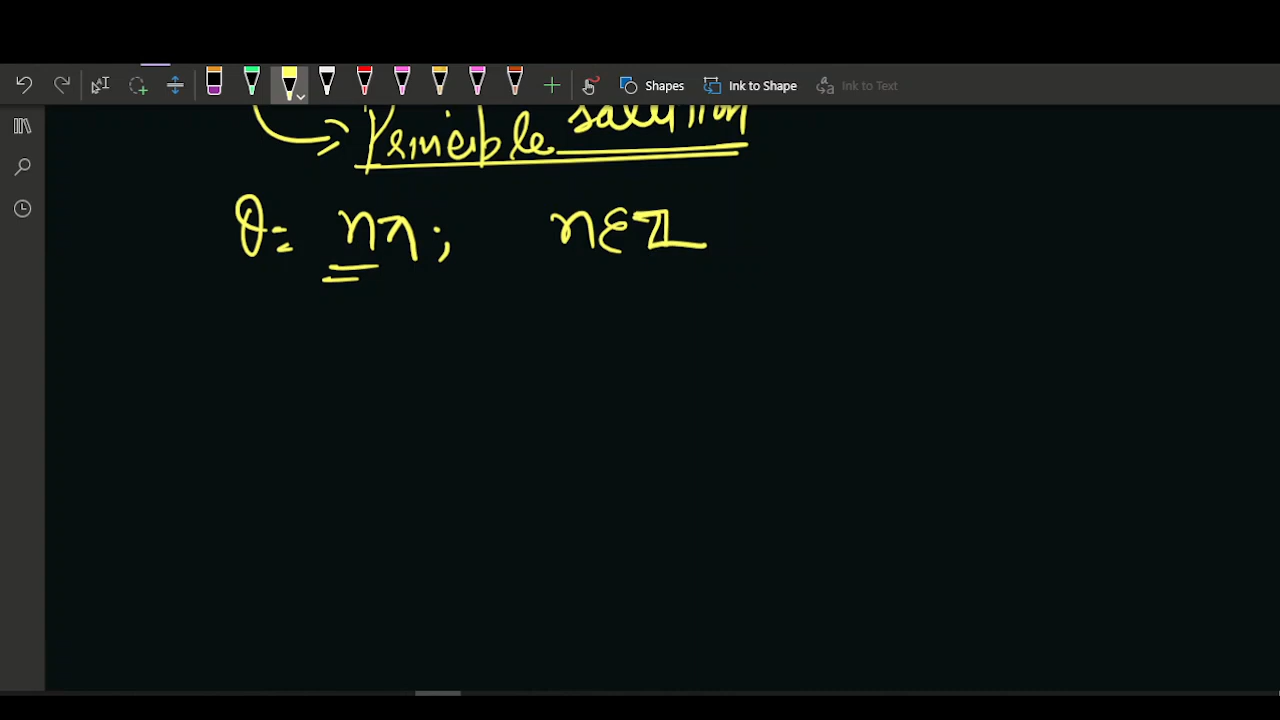 Shapes Ink to Shape Ink to Text
Principle solution
θ = nπ; n∈ℤ